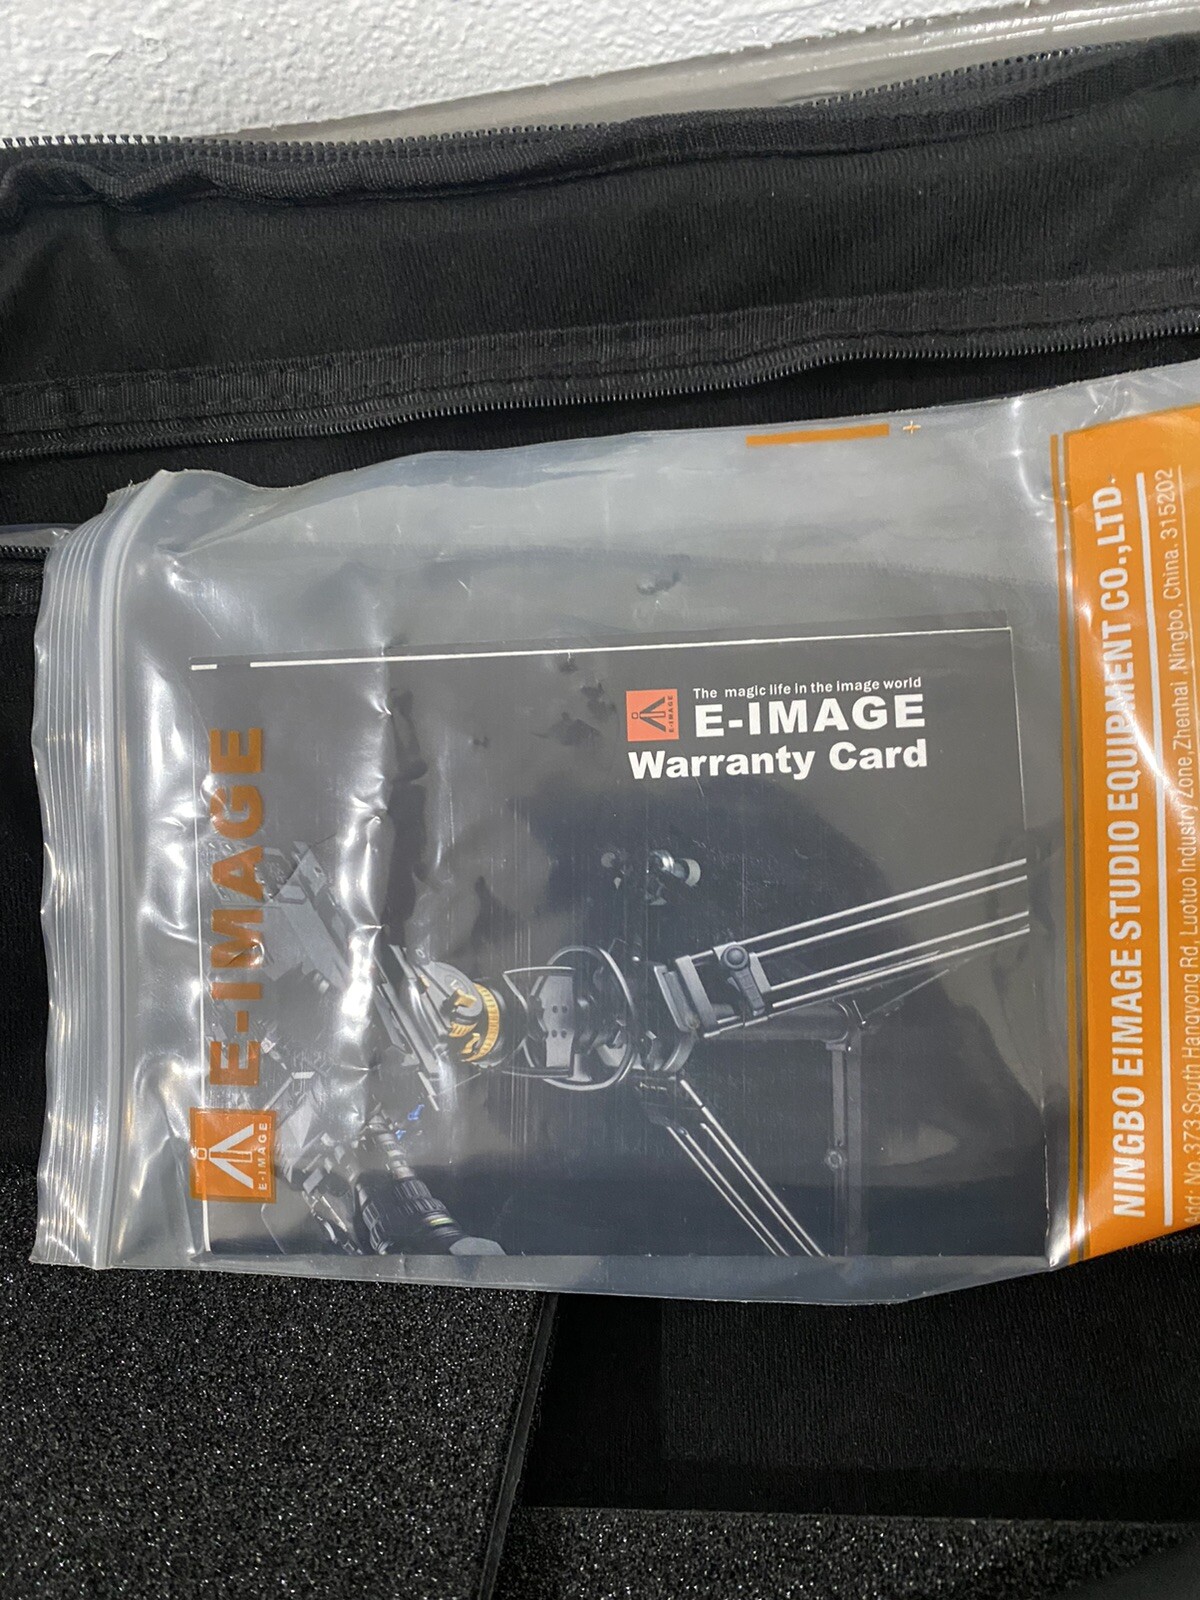 The magic life in the image world
E-IMAGE
E-IMAGE
Warranty Card
E-IMAGE
E-IMAGE
NINGBO EIMAGE STUDIO EQUIPMENT CO.,LTD.
Add: No.373 South Hangyong Rd, Luotuo Industry Zone, Zhenhai ,Ningbo, China. 315202